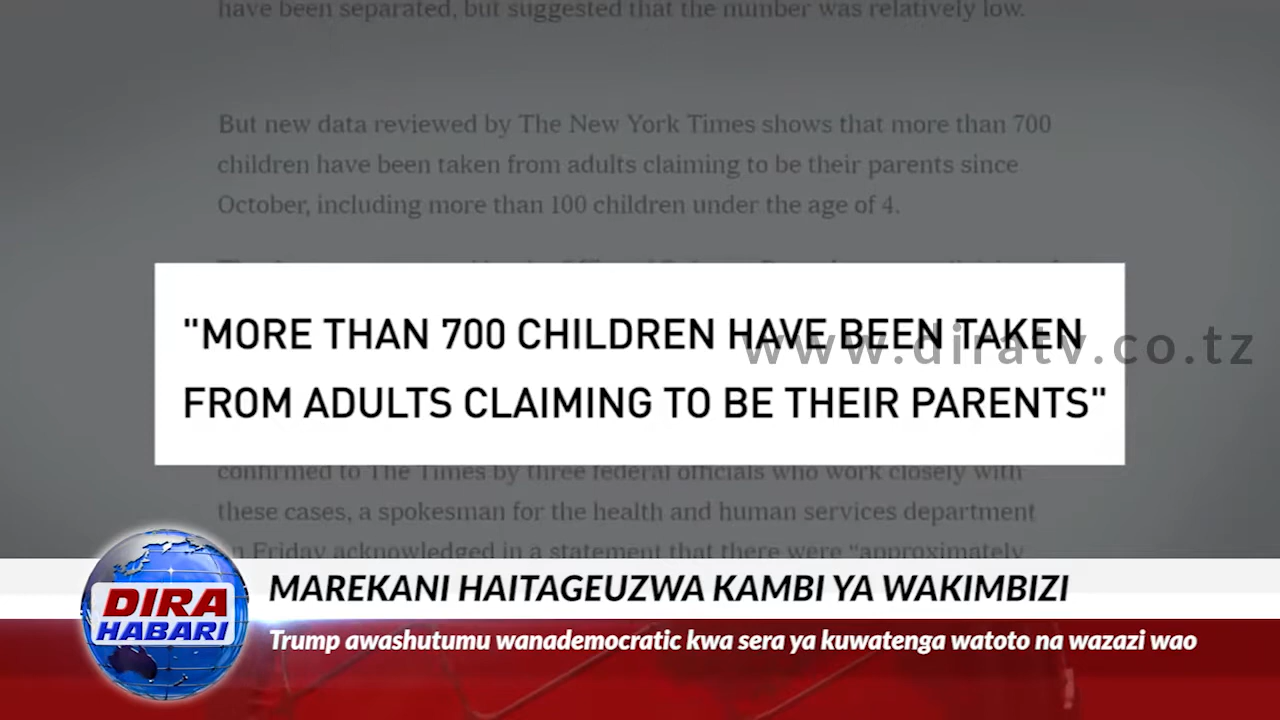 have been separated, but suggested that the number was relatively low.
But new data reviewed by The New York Times shows that more than 700
children have been taken from adults claiming to be their parents since
October, including more than 100 children under the age of 4.
"MORE THAN 700 CHILDREN HAVE BEEN TAKEN
www.diratv.co.tz
FROM ADULTS CLAIMING TO BE THEIR PARENTS"
confirmed to The Times by three federal officials who work closely with
these cases, a spokesman for the health and human services department
Friday acknowledged in a statement that there were "approximately
DIRA
HABARI
MAREKANI HAITAGEUZWA KAMBI YA WAKIMBIZI
Trump awashutumu wanademocratic kwa sera ya kuwatenga watoto na wazazi wao